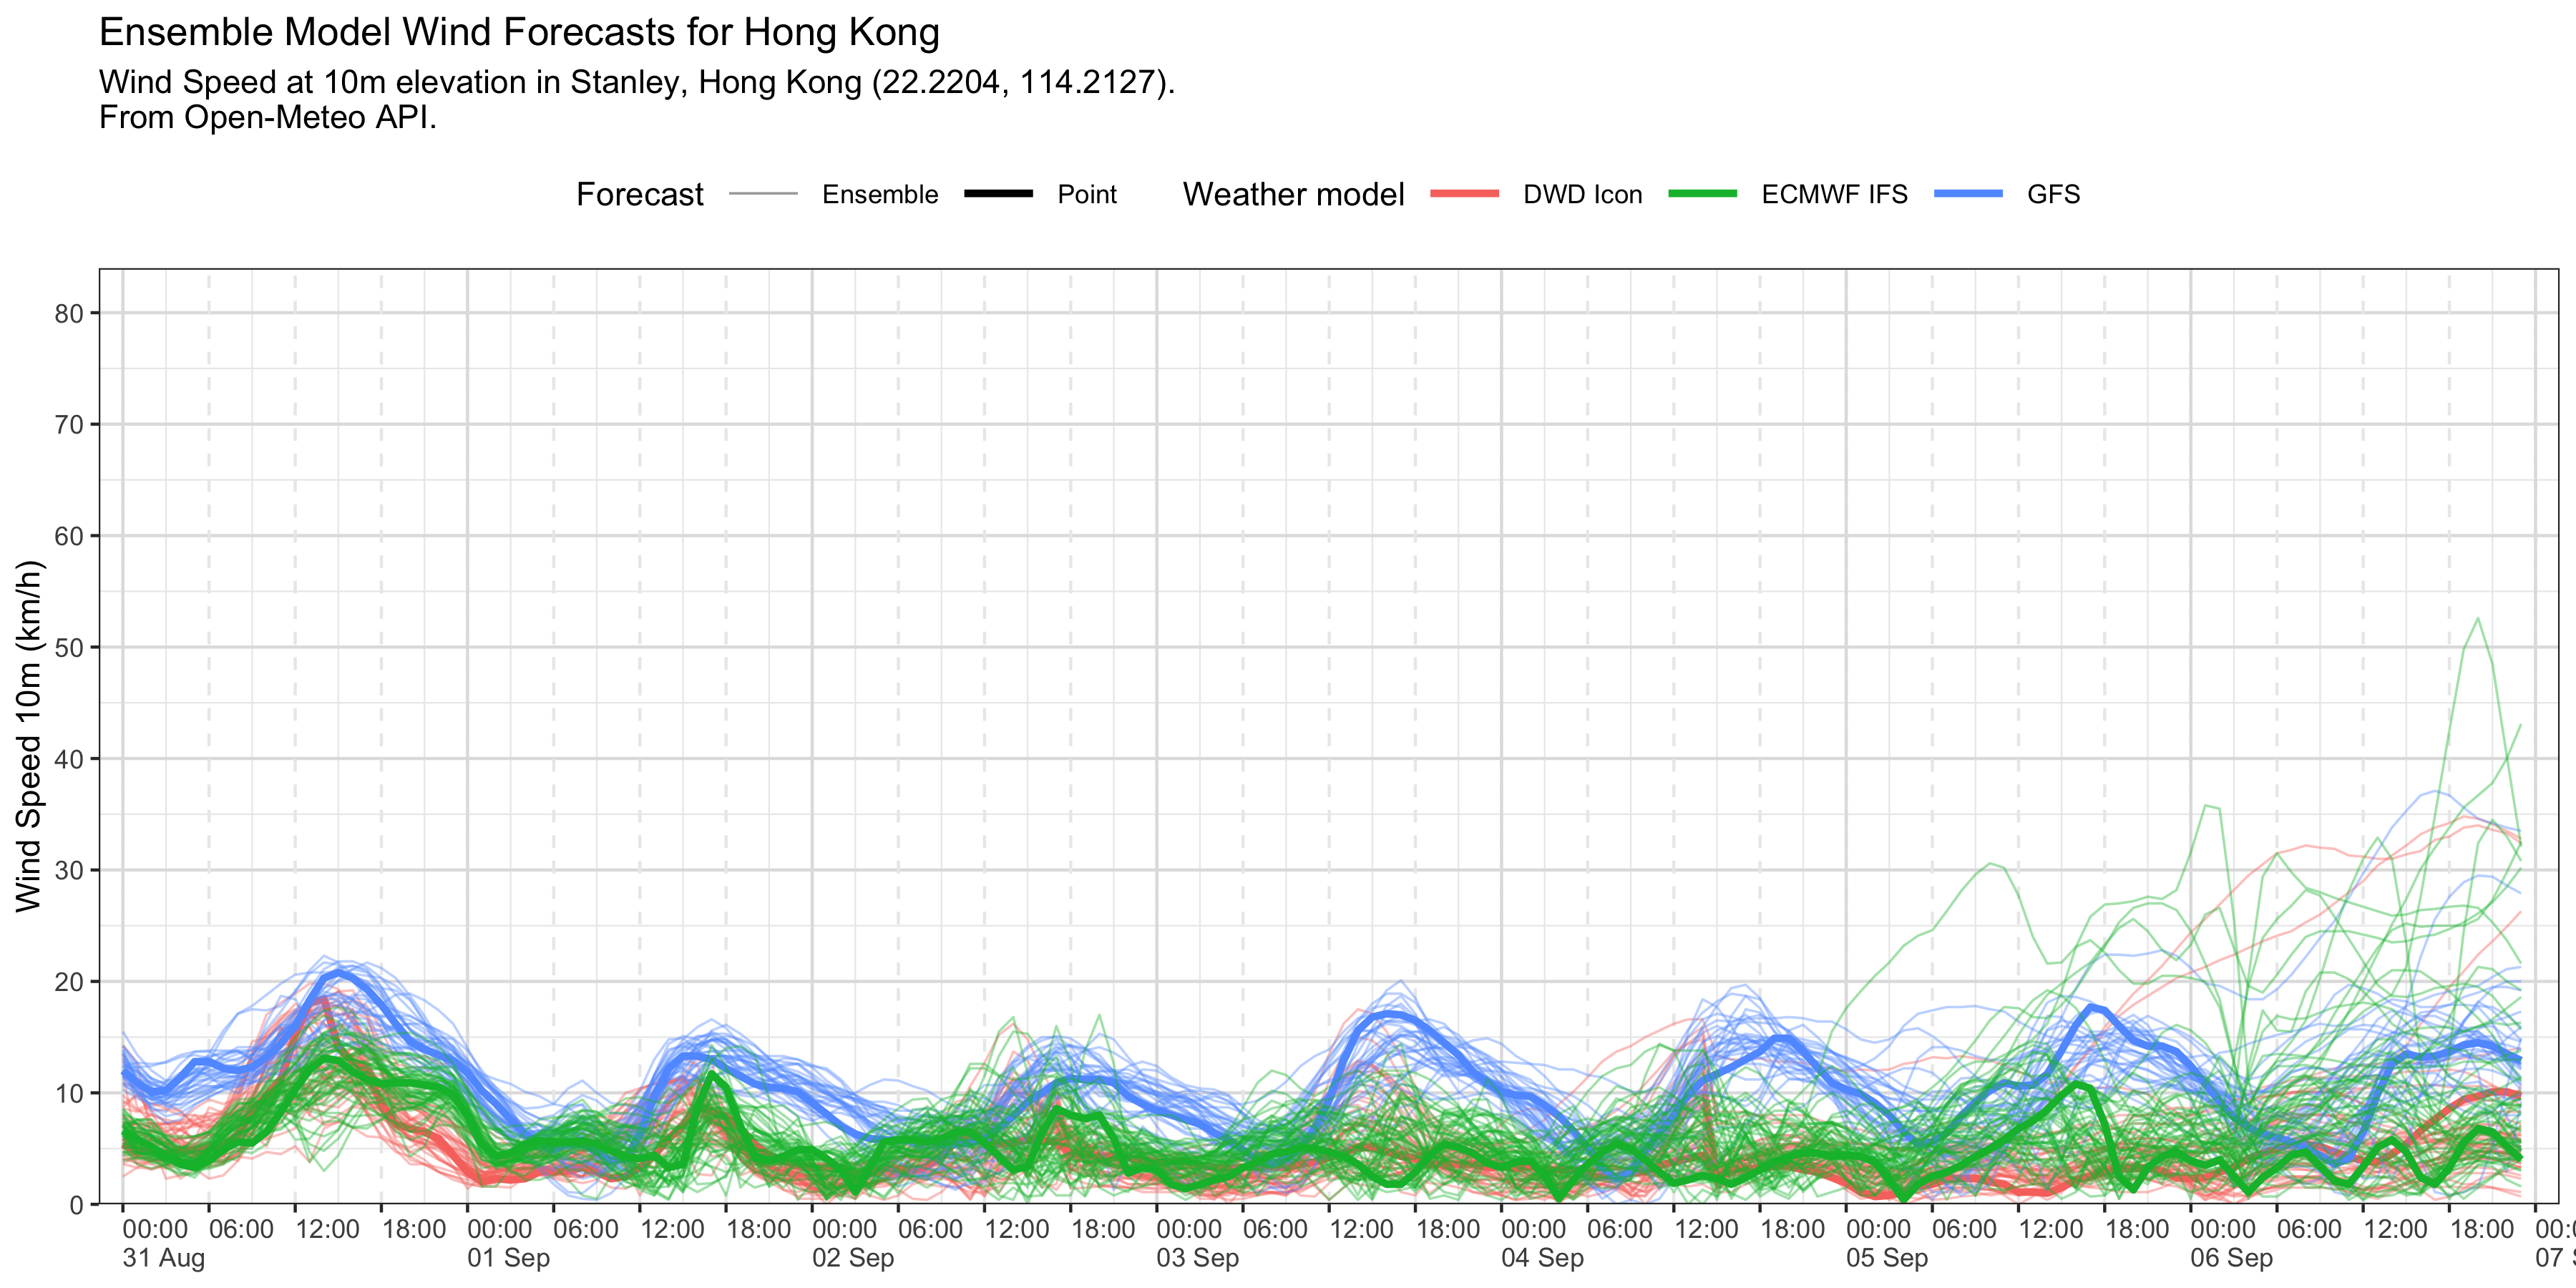 Ensemble Model Wind Forecasts for Hong Kong
Wind Speed at 10m elevation in Stanley, Hong Kong (22.2204, 114.2127).
From Open-Meteo API.
Forecast Ensemble Point Weather model DWD Icon ECMWF IFS GFS
Wind Speed 10m (km/h)
80
70
60
50
40
30
20
10
0
00:00 06:00 12:00 18:00 00:00 06:00 12:00 18:00 00:00 06:00 12:00 18:00 00:00 06:00 12:00 18:00 00:00 06:00 12:00 18:00 00:00 06:00 12:00 18:00 00:00 06:00 12:00 18:00
31 Aug 01 Sep 02 Sep 03 Sep 04 Sep 05 Sep 06 Sep 07